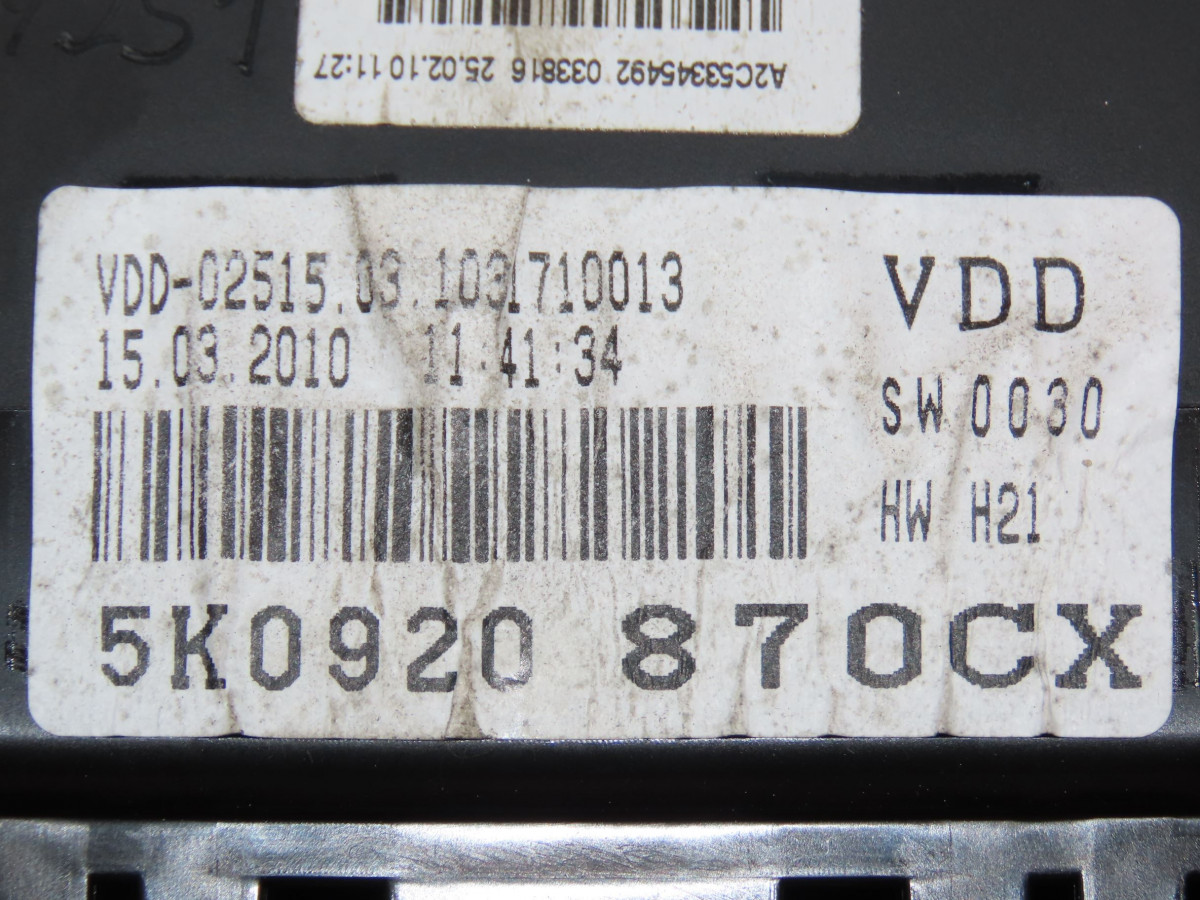 A2C53345492 033816 25.02.10 11:27
VDD-02515.03.1031710013
15.03.2010 11:41:34
VDD
SW 0030
HW H21
5K0920 870CX